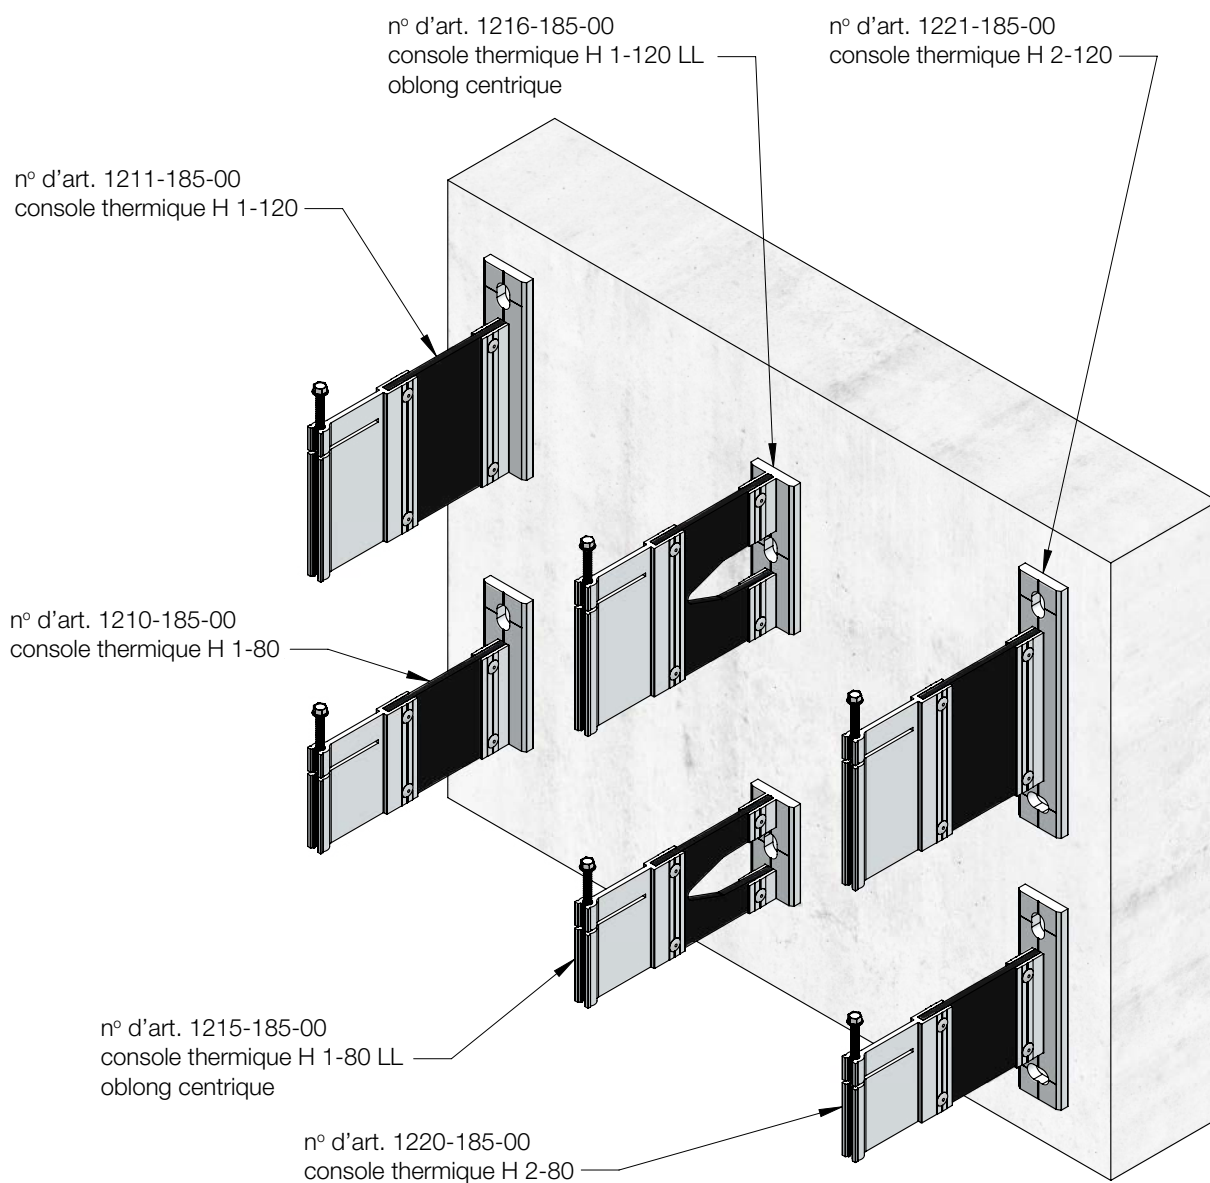 nº d'art. 1216-185-00
console thermique H 1-120 LL
oblong centrique
nº d'art. 1221-185-00
console thermique H 2-120
nº d'art. 1211-185-00
console thermique H 1-120
nº d'art. 1210-185-00
console thermique H 1-80
nº d'art. 1215-185-00
console thermique H 1-80 LL
oblong centrique
nº d'art. 1220-185-00
console thermique H 2-80